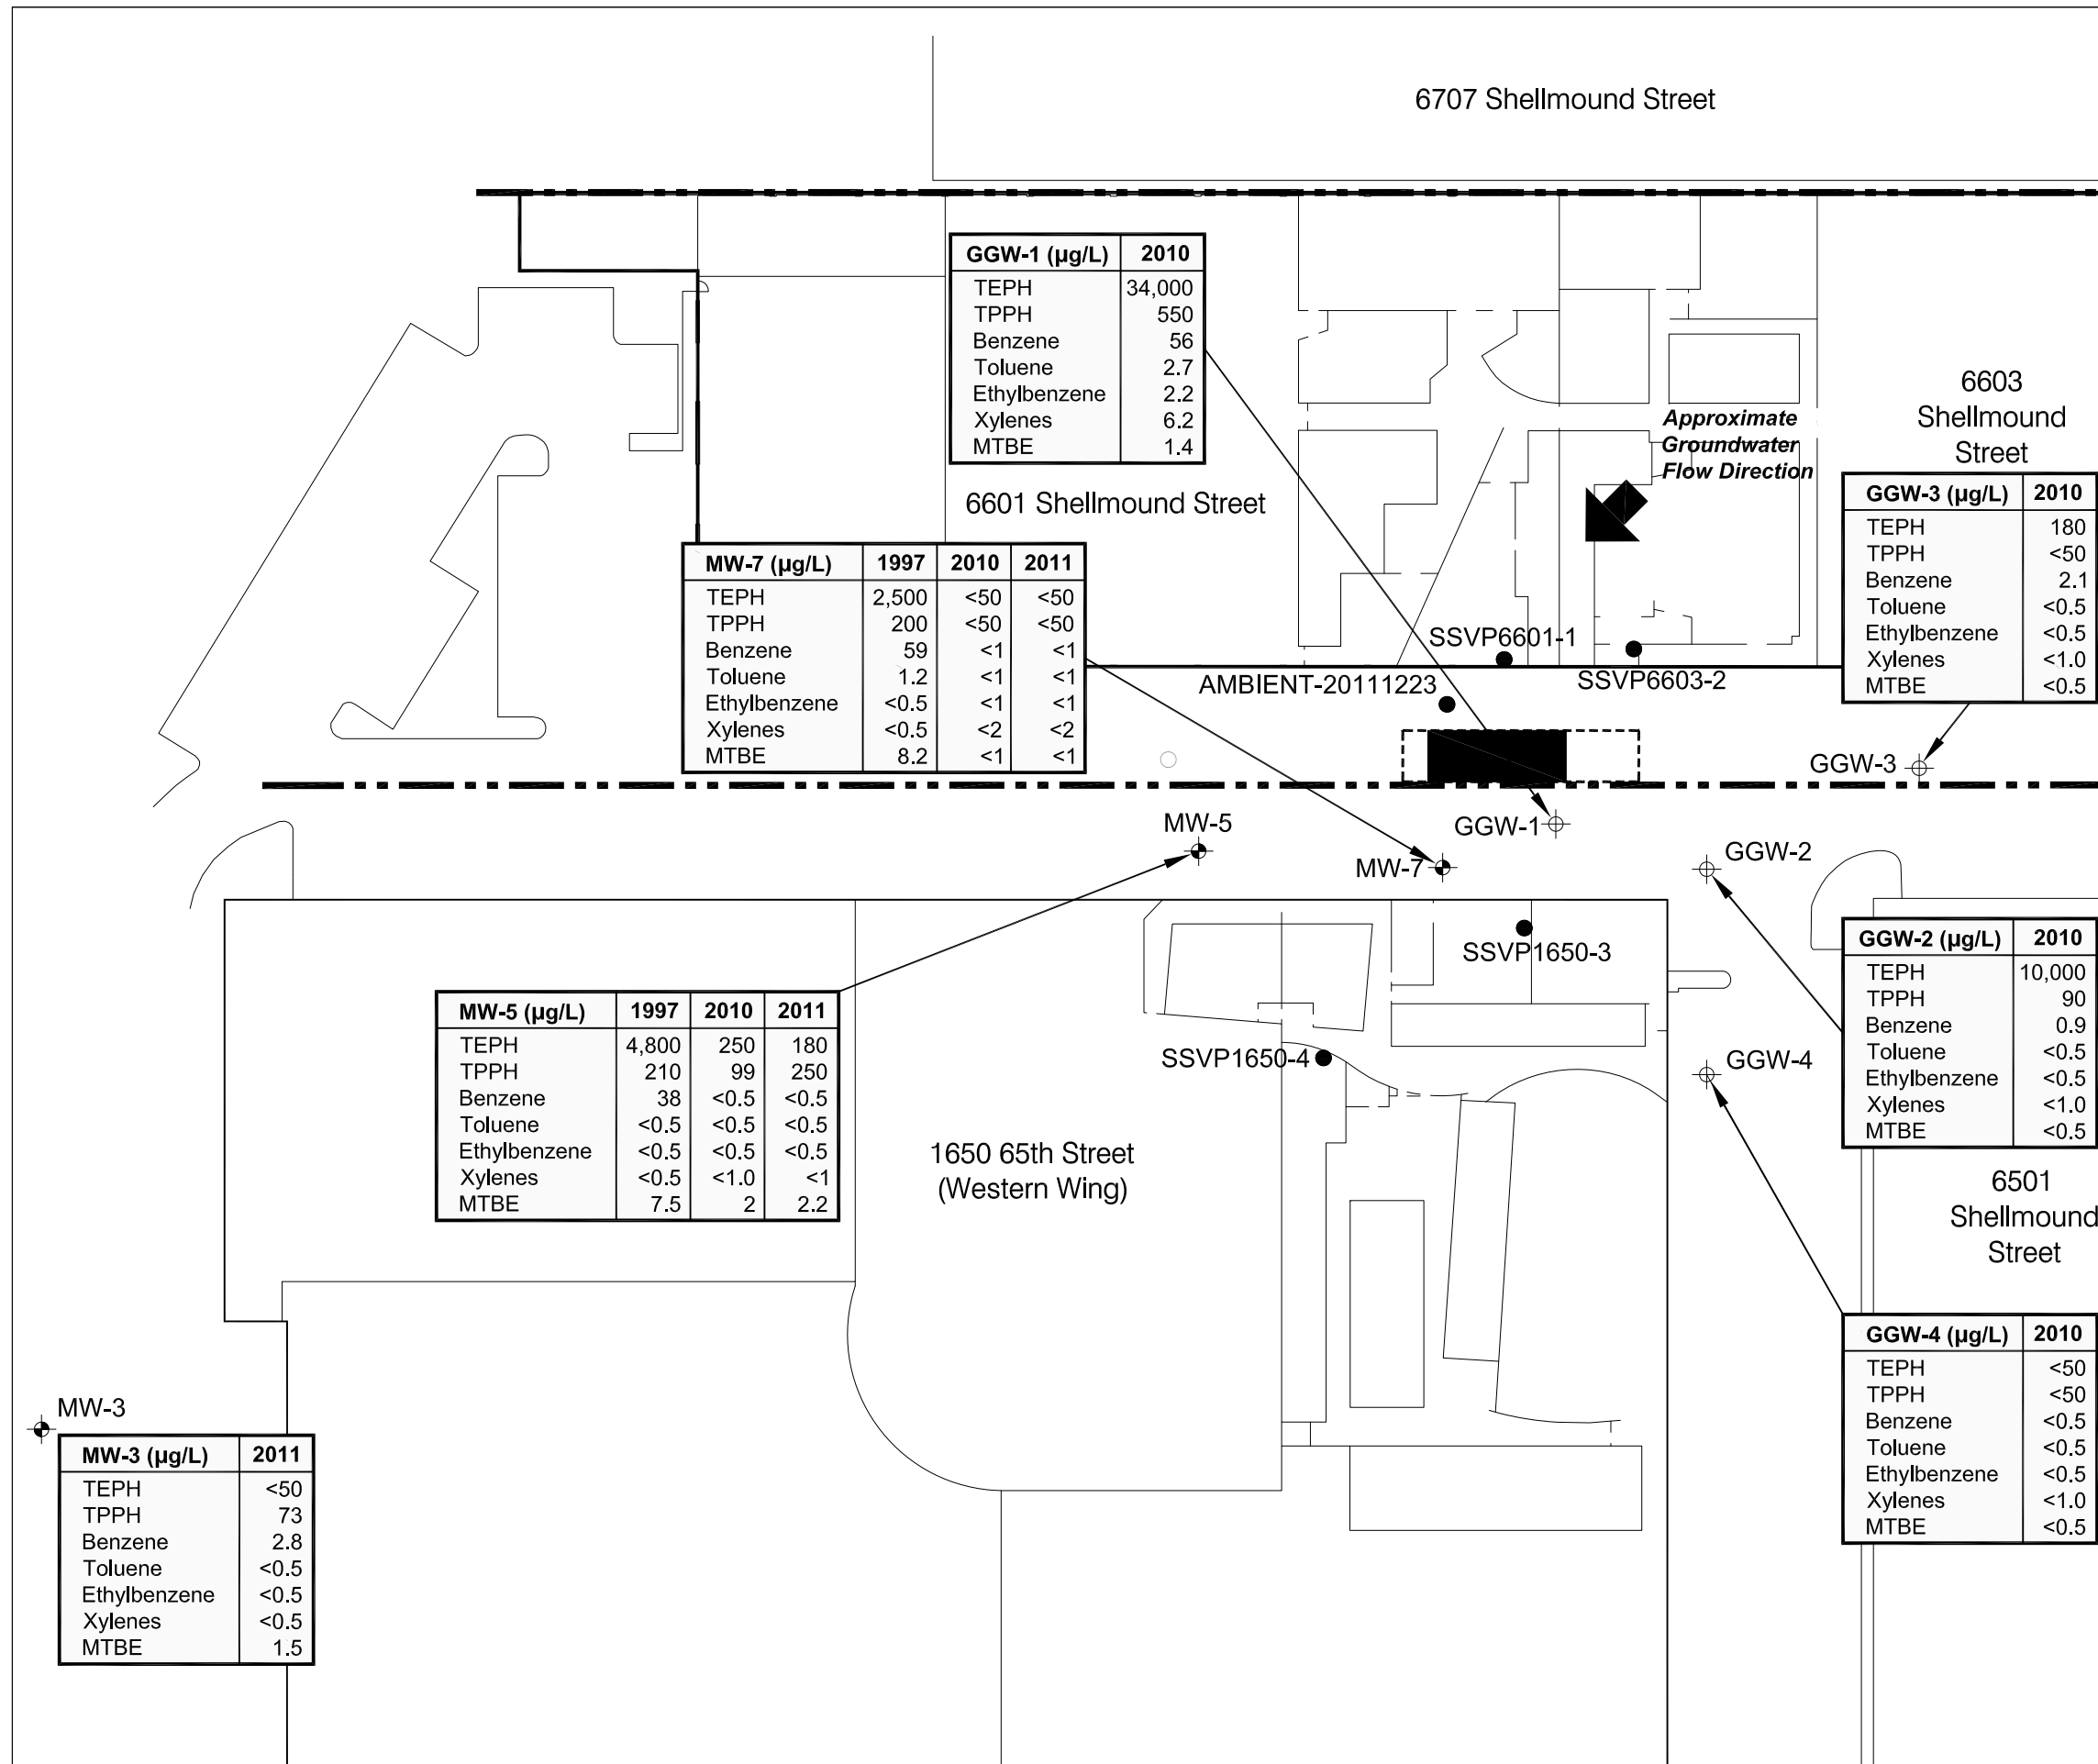 6707 Shellmound Street
GGW-1 (µg/L) 2010
TEPH 34,000
TPPH 550
Benzene 56
Toluene 2.7
Ethylbenzene 2.2
Xylenes 6.2
MTBE 1.4
6601 Shellmound Street
Approximate
Groundwater
Flow Direction
6603
Shellmound
Street
GGW-3 (µg/L) 2010
TEPH 180
TPPH <50
Benzene 2.1
Toluene <0.5
Ethylbenzene <0.5
Xylenes <1.0
MTBE <0.5
MW-7 (µg/L) 1997 2010 2011
TEPH 2,500 <50 <50
TPPH 200 <50 <50
Benzene 59 <1 <1
Toluene 1.2 <1 <1
Ethylbenzene <0.5 <1 <1
Xylenes <0.5 <2 <2
MTBE 8.2 <1 <1
SSVP6601-1
SSVP6603-2
AMBIENT-20111223
GGW-3
MW-5
GGW-1
MW-7
GGW-2
SSVP1650-3
SSVP1650-4
GGW-4
GGW-2 (µg/L) 2010
TEPH 10,000
TPPH 90
Benzene 0.9
Toluene <0.5
Ethylbenzene <0.5
Xylenes <1.0
MTBE <0.5
MW-5 (µg/L) 1997 2010 2011
TEPH 4,800 250 180
TPPH 210 99 250
Benzene 38 <0.5 <0.5
Toluene <0.5 <0.5 <0.5
Ethylbenzene <0.5 <0.5 <0.5
Xylenes <0.5 <1.0 <1
MTBE 7.5 2 2.2
1650 65th Street
(Western Wing)
6501
Shellmound
Street
GGW-4 (µg/L) 2010
TEPH <50
TPPH <50
Benzene <0.5
Toluene <0.5
Ethylbenzene <0.5
Xylenes <1.0
MTBE <0.5
MW-3
MW-3 (µg/L) 2011
TEPH <50
TPPH 73
Benzene 2.8
Toluene <0.5
Ethylbenzene <0.5
Xylenes <0.5
MTBE 1.5